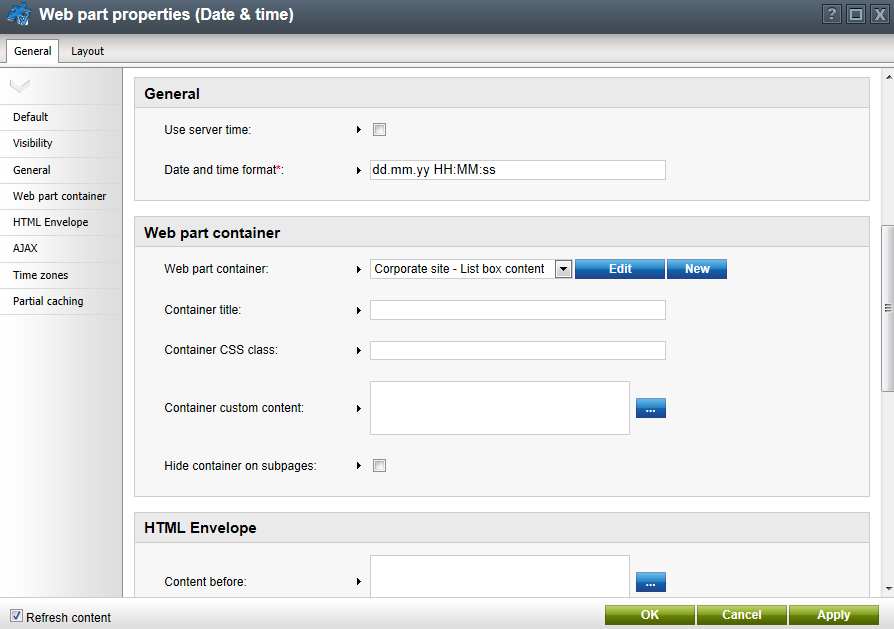 Web part properties (Date & time)
? X
General Layout
Default
Visibility
General
Web part container
HTML Envelope
AJAX
Time zones
Partial caching
General
Use server time:
Date and time format*: dd.mm.yy HH:MM:ss
Web part container
Web part container: Corporate site - List box content Edit New
Container title:
Container CSS class:
Container custom content: ...
Hide container on subpages:
HTML Envelope
Content before: ...
Refresh content OK Cancel Apply